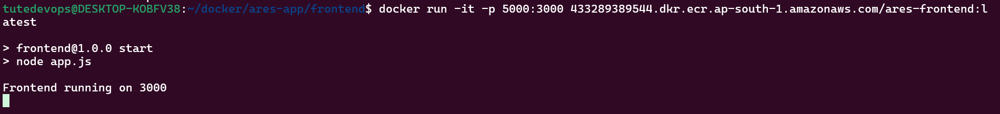 tutedevops@DESKTOP-KOBFV38:~/docker/ares-app/frontend$ docker run -it -p 5000:3000 433289389544.dkr.ecr.ap-south-1.amazonaws.com/ares-frontend:l
atest
> frontend@1.0.0 start
> node app.js
Frontend running on 3000